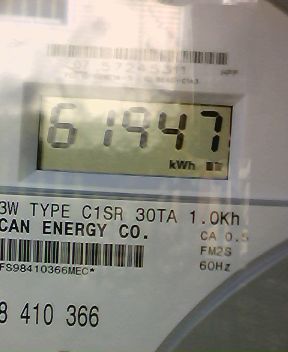 61947
kWh
3W TYPE C1SR 30TA 1.0Kh
CAN ENERGY CO.
CA 0.5
FM2S
60Hz
FS98410366MEC*
8 410 366